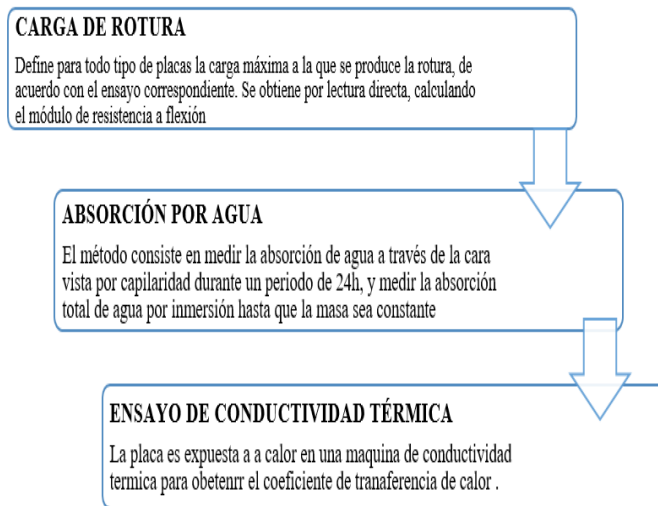 CARGA DE ROTURA
Define para todo tipo de placas la carga máxima a la que se produce la rotura, de
acuerdo con el ensayo correspondiente. Se obtiene por lectura directa, calculando
el módulo de resistencia a flexión
ABSORCIÓN POR AGUA
El método consiste en medir la absorción de agua a través de la cara
vista por capilaridad durante un periodo de 24h, y medir la absorción
total de agua por inmersión hasta que la masa sea constante
ENSAYO DE CONDUCTIVIDAD TÉRMICA
La placa es expuesta a a calor en una maquina de conductividad
termica para obetenrr el coeficiente de tranaferencia de calor .